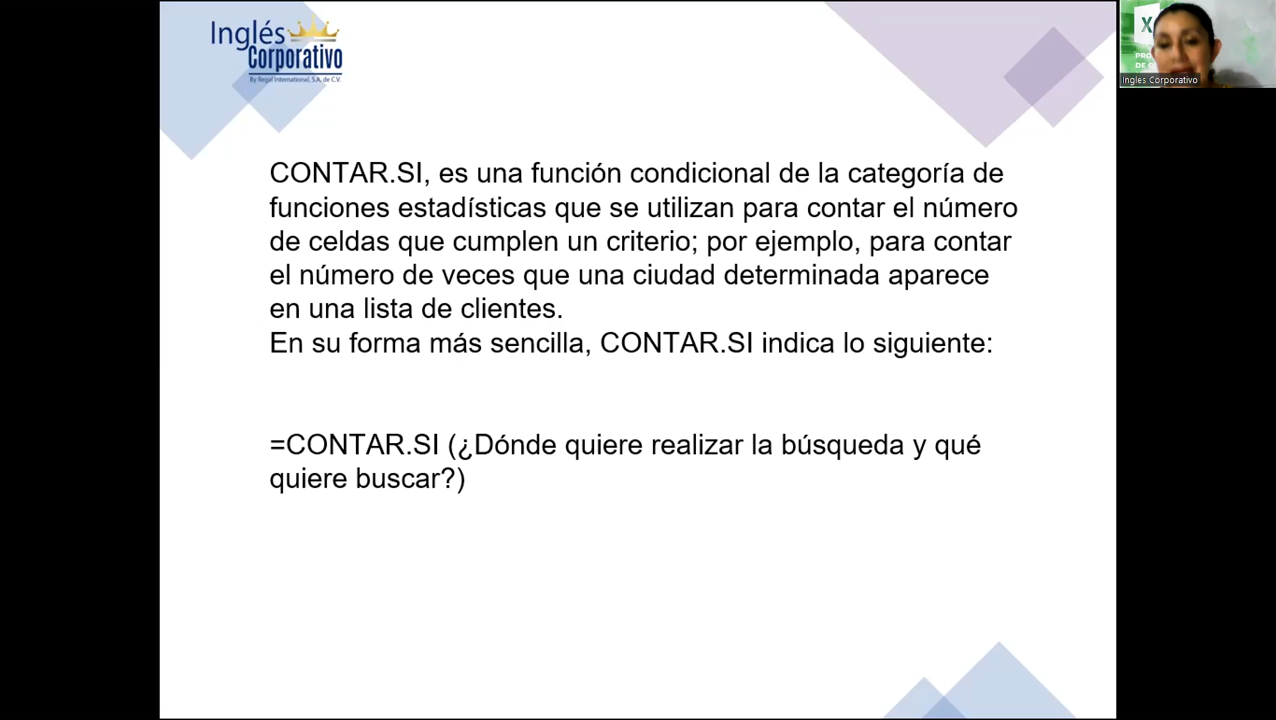 Inglés
Corporativo
By Regal International, S.A. de C.V.
CONTAR.SI, es una función condicional de la categoría de
funciones estadísticas que se utilizan para contar el número
de celdas que cumplen un criterio; por ejemplo, para contar
el número de veces que una ciudad determinada aparece
en una lista de clientes.
En su forma más sencilla, CONTAR.SI indica lo siguiente:
=CONTAR.SI (¿Dónde quiere realizar la búsqueda y qué
quiere buscar?)
X
PRO
DE
Ingles Corporativo